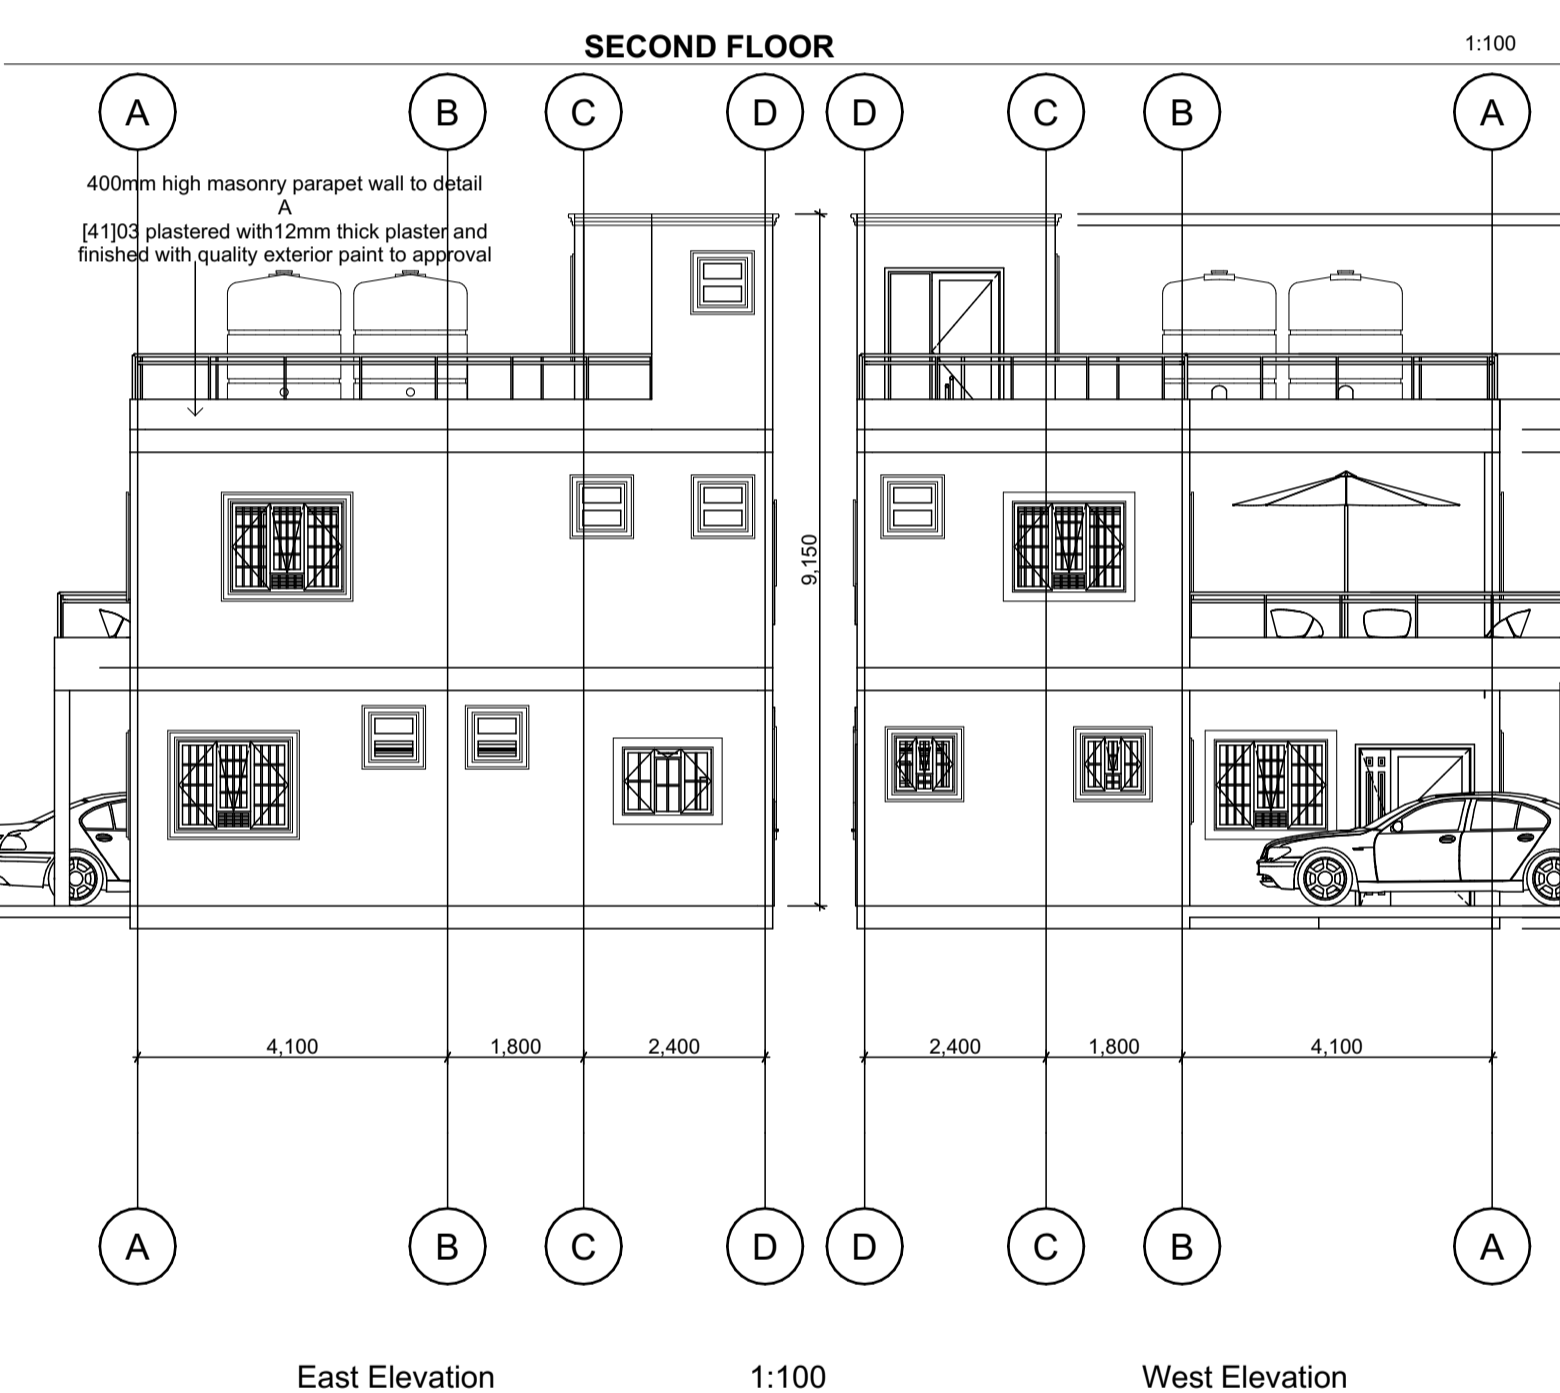 SECOND FLOOR
1:100
A B C D D C B A
400mm high masonry parapet wall to detail
A
[41]03 plastered with12mm thick plaster and
finished with quality exterior paint to approval
9,150
4,100 1,800 2,400 2,400 1,800 4,100
A B C D D C B A
East Elevation 1:100 West Elevation